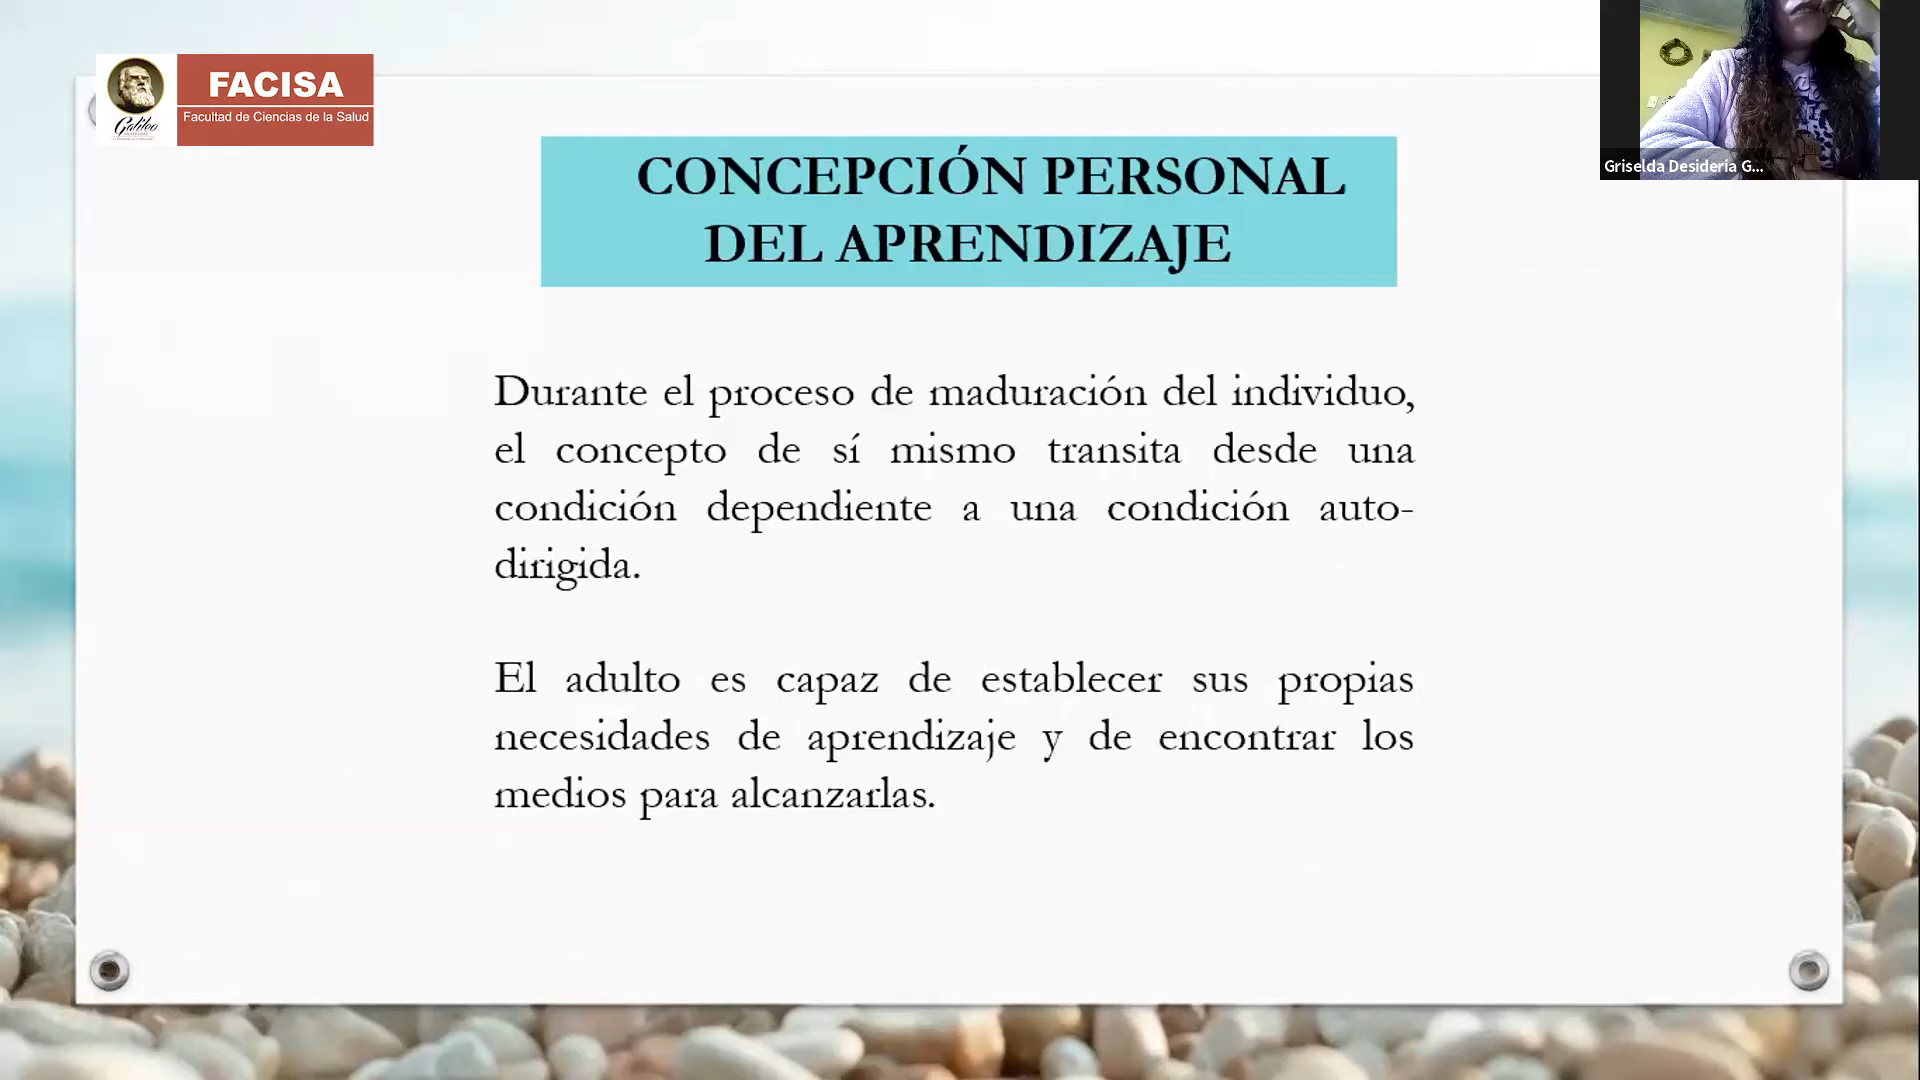 FACISA
Facultad de Ciencias de la Salud
Galileo
CONCEPCIÓN PERSONAL
DEL APRENDIZAJE
Griselda Desideria G...
Durante el proceso de maduración del individuo,
el concepto de sí mismo transita desde una
condición dependiente a una condición auto-
dirigida.
El adulto es capaz de establecer sus propias
necesidades de aprendizaje y de encontrar los
medios para alcanzarlas.